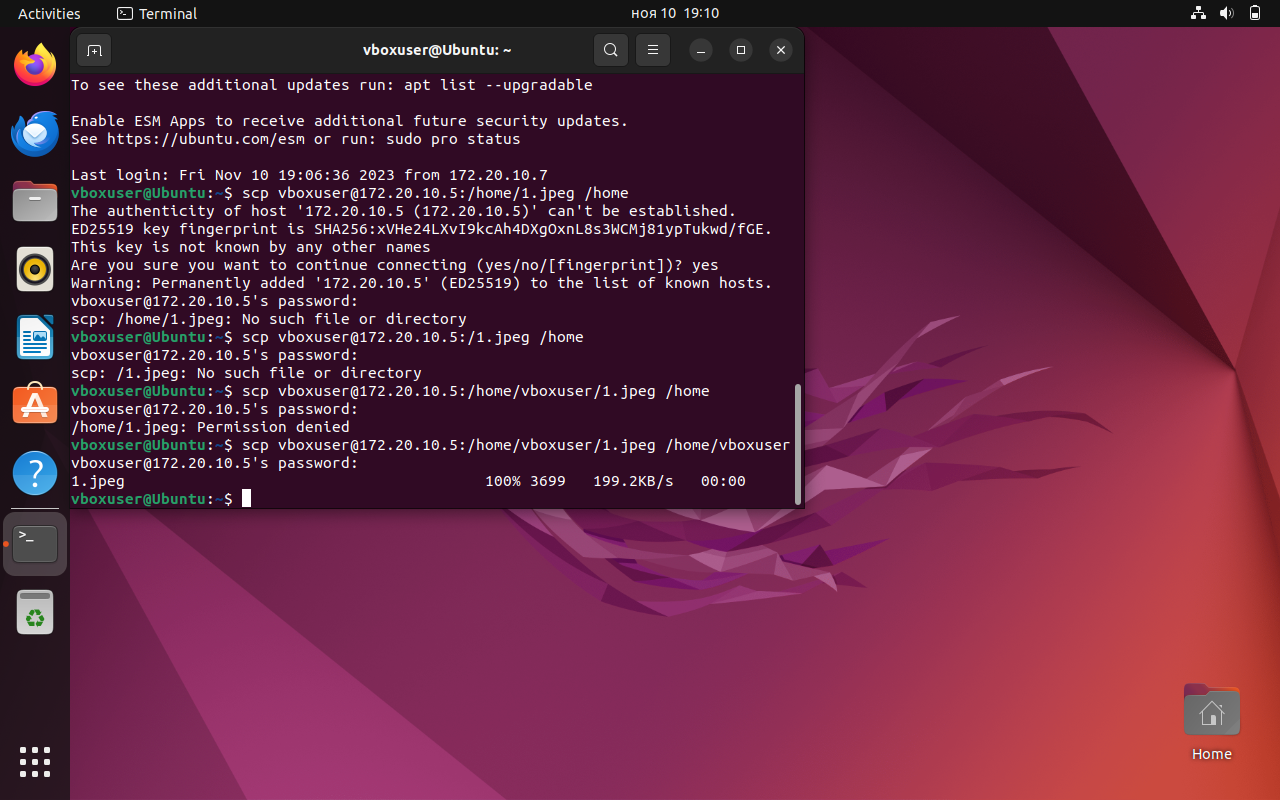 Activities
Terminal
ноя 10 19:10
vboxuser@Ubuntu: ~
To see these additional updates run: apt list --upgradable
Enable ESM Apps to receive additional future security updates.
See https://ubuntu.com/esm or run: sudo pro status
Last login: Fri Nov 10 19:06:36 2023 from 172.20.10.7
vboxuser@Ubuntu:~$ scp vboxuser@172.20.10.5:/home/1.jpeg /home
The authenticity of host '172.20.10.5 (172.20.10.5)' can't be established.
ED25519 key fingerprint is SHA256:xVHe24LXvI9kcAh4DXgOxnL8s3WCMj81ypTukwd/fGE.
This key is not known by any other names
Are you sure you want to continue connecting (yes/no/[fingerprint])? yes
Warning: Permanently added '172.20.10.5' (ED25519) to the list of known hosts.
vboxuser@172.20.10.5's password:
scp: /home/1.jpeg: No such file or directory
vboxuser@Ubuntu:~$ scp vboxuser@172.20.10.5:/1.jpeg /home
vboxuser@172.20.10.5's password:
scp: /1.jpeg: No such file or directory
vboxuser@Ubuntu:~$ scp vboxuser@172.20.10.5:/home/vboxuser/1.jpeg /home
vboxuser@172.20.10.5's password:
/home/1.jpeg: Permission denied
vboxuser@Ubuntu:~$ scp vboxuser@172.20.10.5:/home/vboxuser/1.jpeg /home/vboxuser
vboxuser@172.20.10.5's password:
1.jpeg 100% 3699 199.2KB/s 00:00
vboxuser@Ubuntu:~$
Home